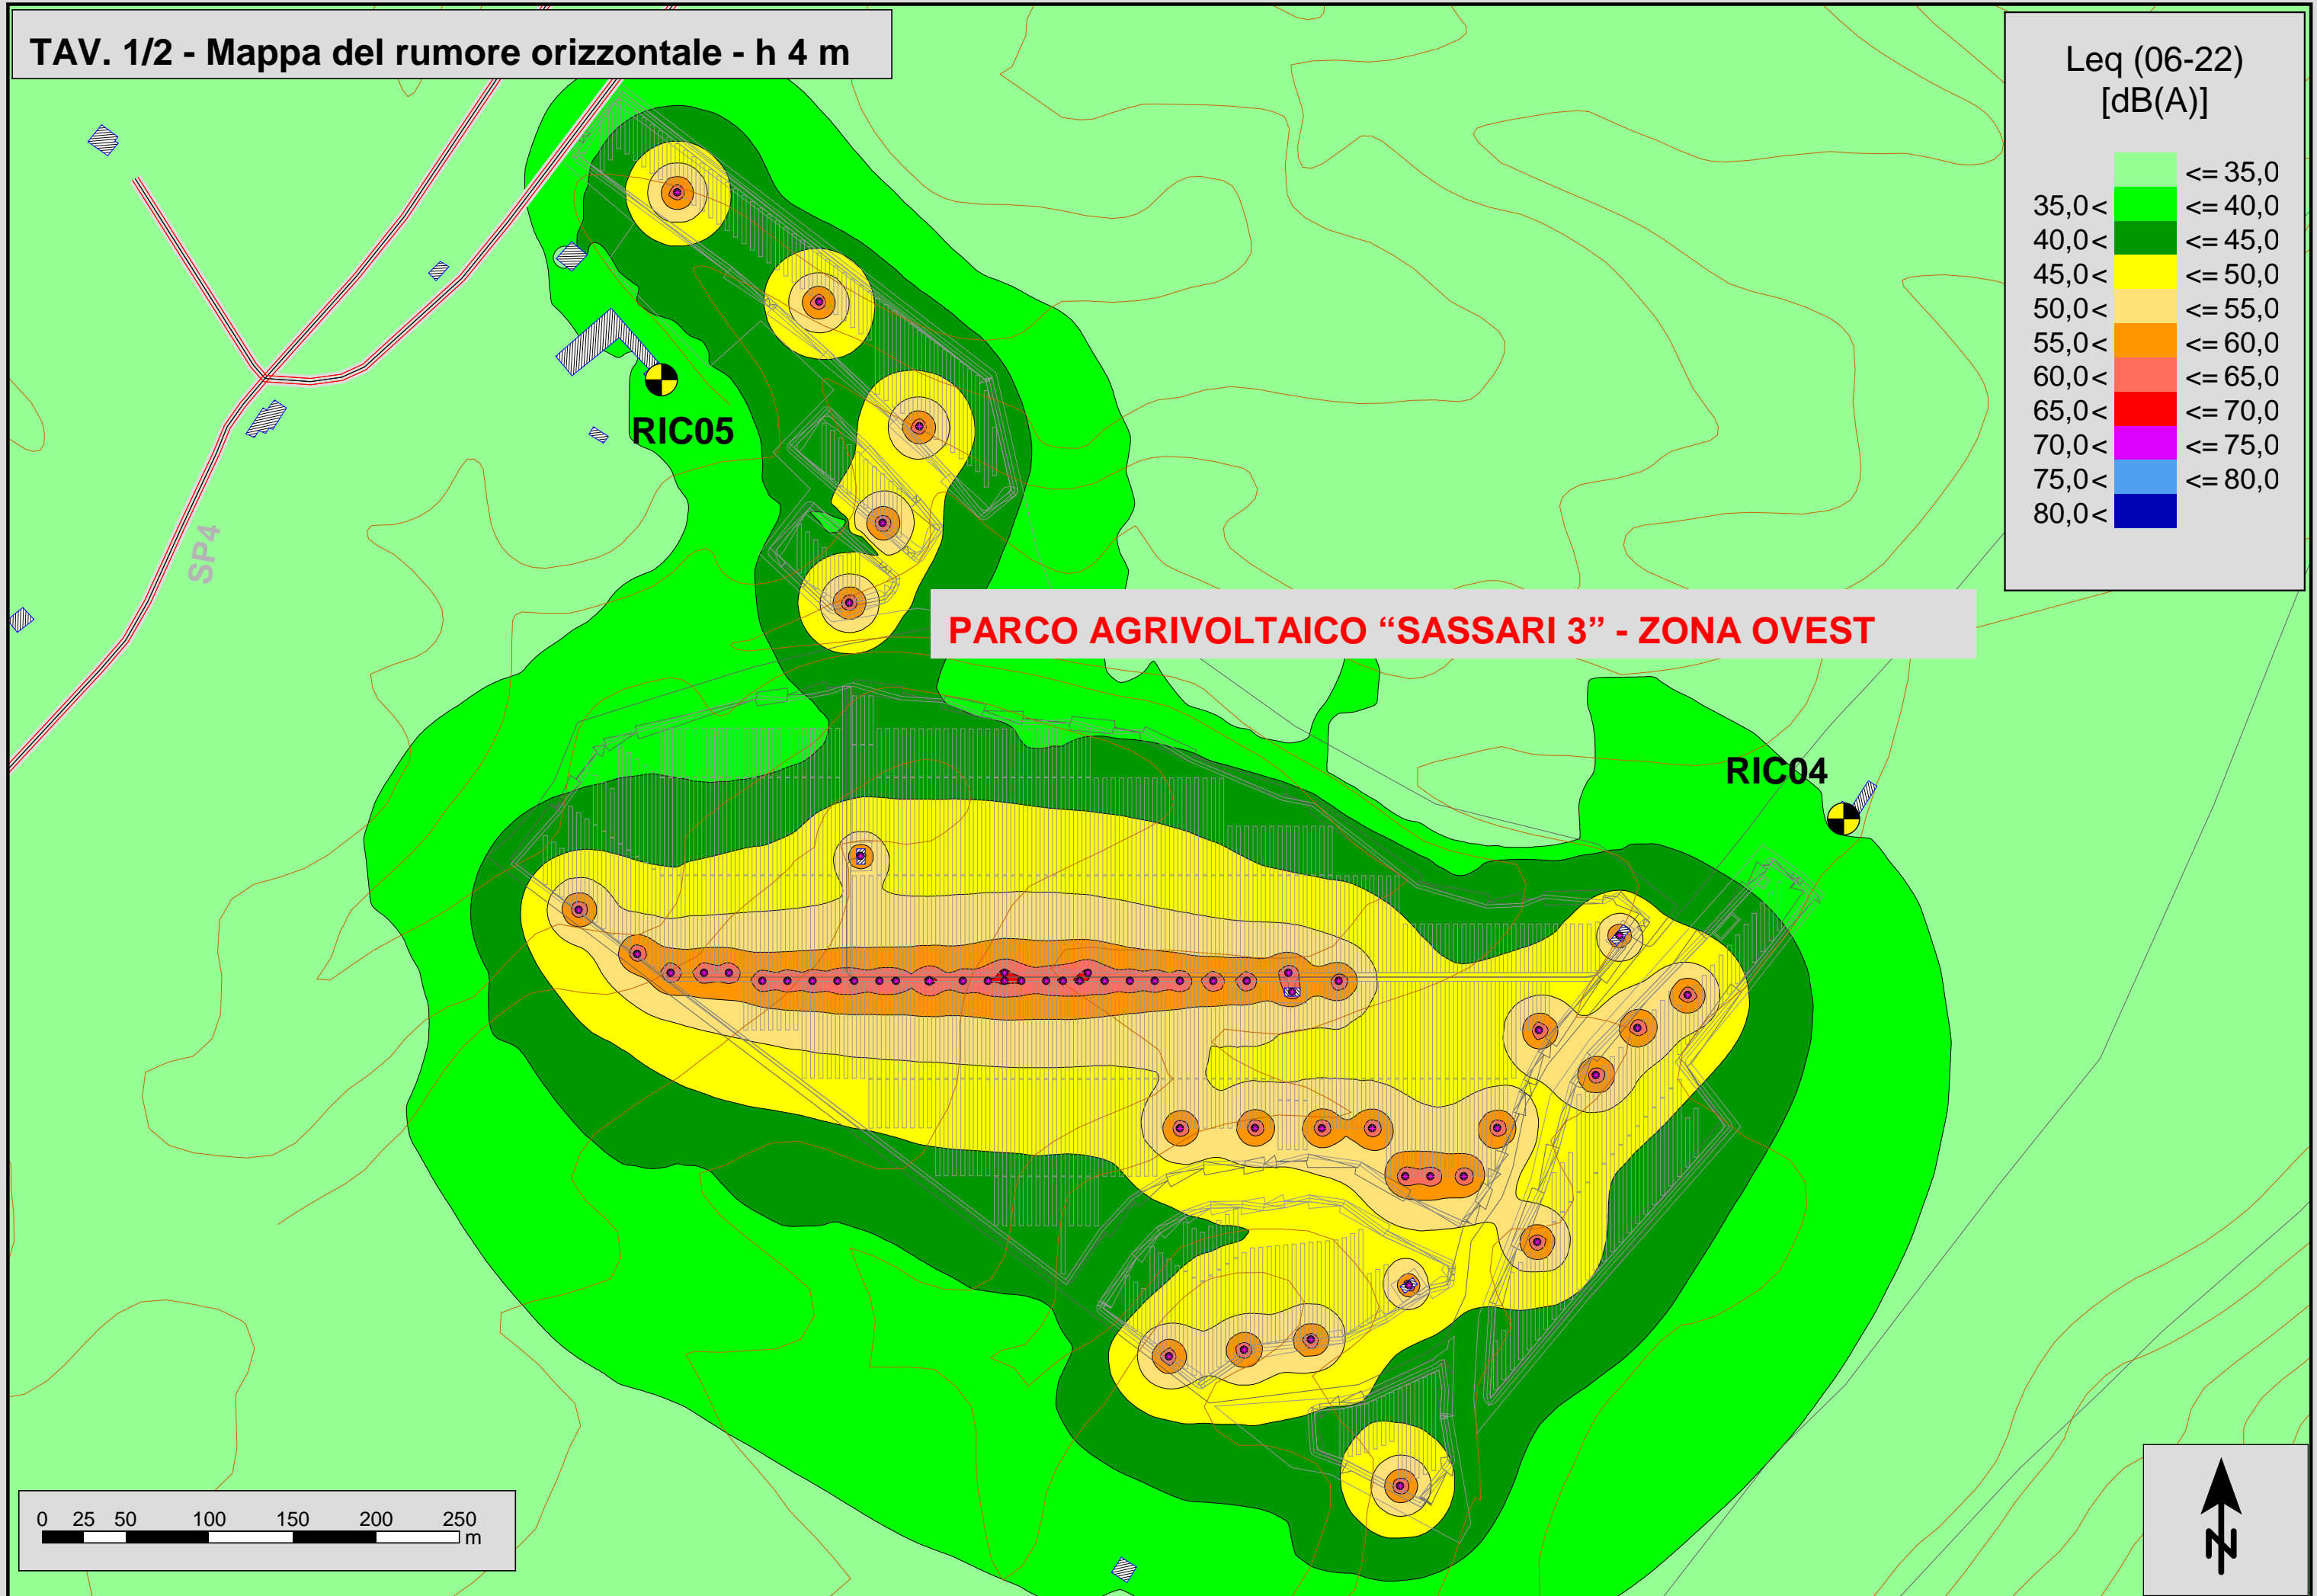 TAV. 1/2 - Mappa del rumore orizzontale - h 4 m
Leq (06-22)
[dB(A)]
<= 35,0
35,0< <= 40,0
40,0< <= 45,0
45,0< <= 50,0
50,0< <= 55,0
55,0< <= 60,0
60,0< <= 65,0
65,0< <= 70,0
70,0< <= 75,0
75,0< <= 80,0
80,0<
RIC05
SP4
PARCO AGRIVOLTAICO “SASSARI 3” - ZONA OVEST
RIC04
0 25 50 100 150 200 250
m
N